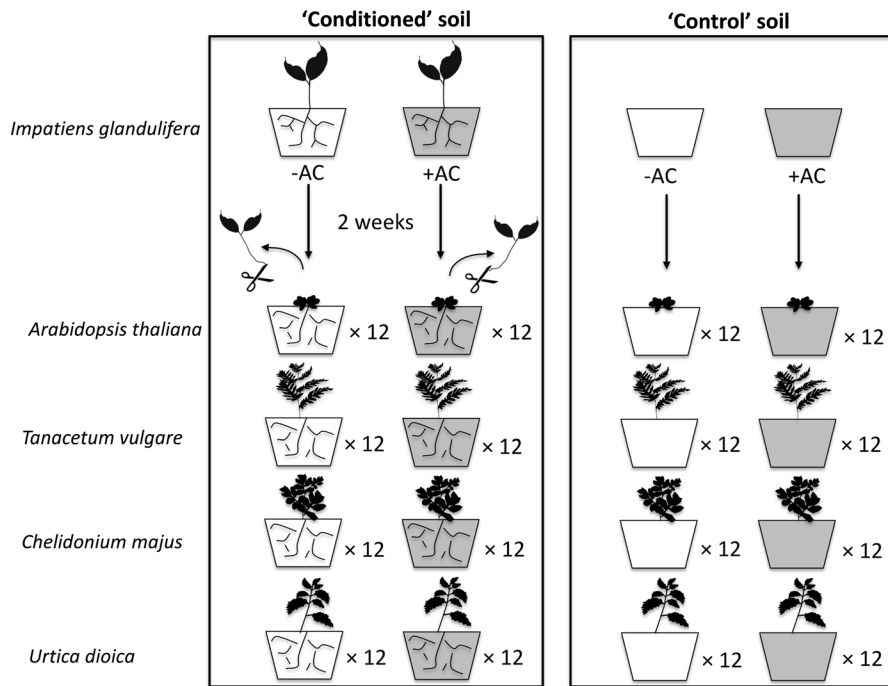 ‘Conditioned’ soil
‘Control’ soil
Impatiens glandulifera
-AC
+AC
-AC
+AC
2 weeks
Arabidopsis thaliana
× 12
× 12
× 12
× 12
Tanacetum vulgare
× 12
× 12
× 12
× 12
Chelidonium majus
× 12
× 12
× 12
× 12
Urtica dioica
× 12
× 12
× 12
× 12